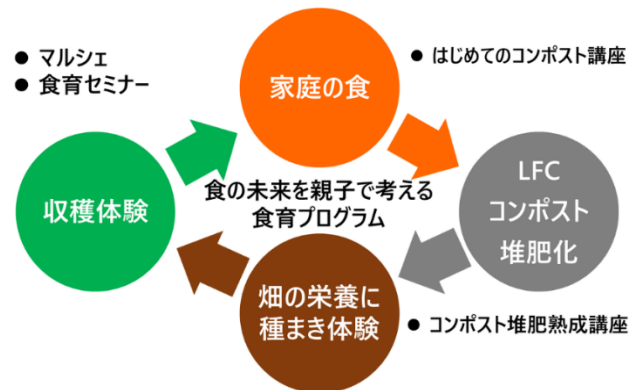 ● マルシェ
● 食育セミナー
家庭の食
● はじめてのコンポスト講座
収穫体験
食の未来を親子で考える
食育プログラム
LFC
コンポスト
堆肥化
畑の栄養に
種まき体験
● コンポスト堆肥熟成講座